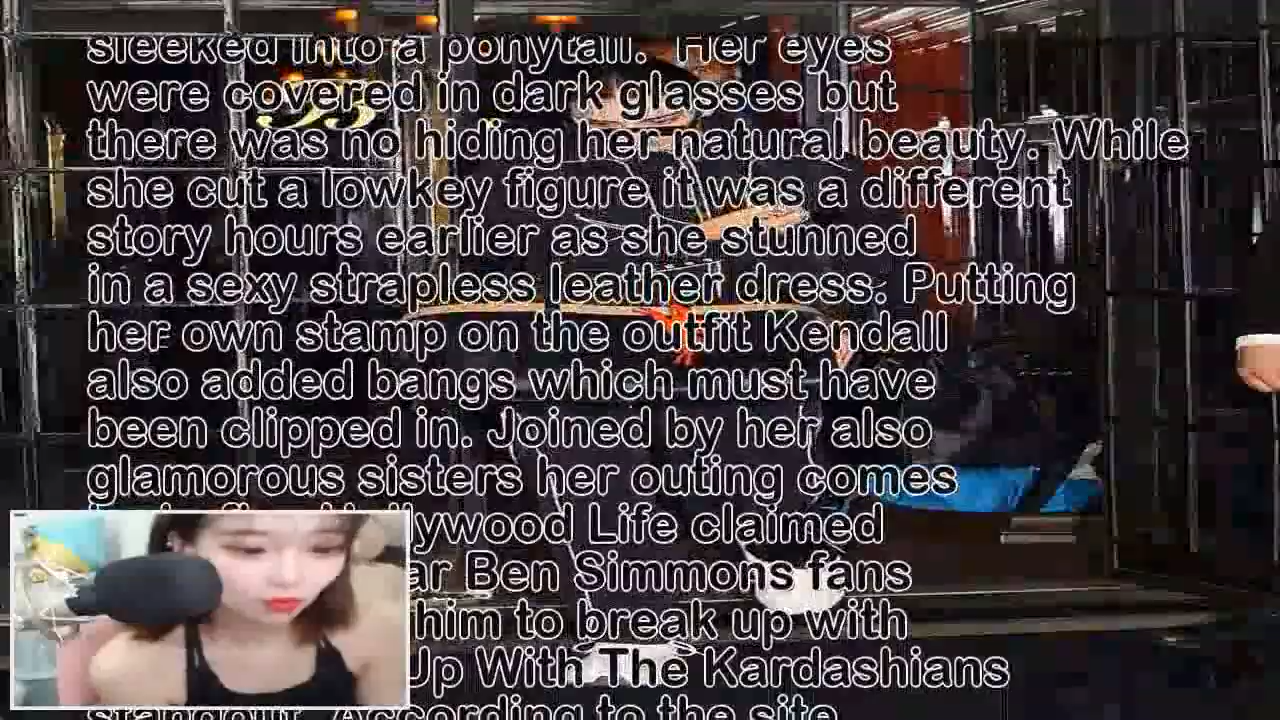 sleeked into a ponytail. Her eyes
were covered in dark glasses but
there was no hiding her natural beauty. While
she cut a lowkey figure it was a different
story hours earlier as she stunned
in a sexy strapless leather dress. Putting
her own stamp on the outfit Kendall
also added bangs which must have
been clipped in. Joined by her also
glamorous sisters her outing comes
Life claimed
Ben Simmons fans
him to break up with
Up With The Kardashians
standout. According to the site